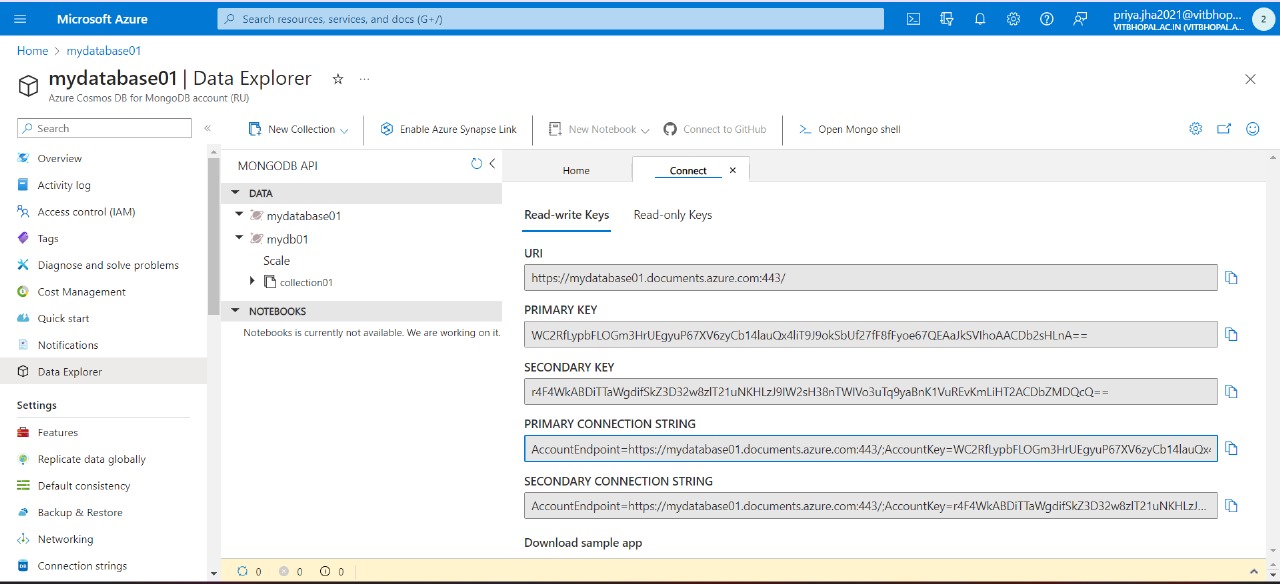 Microsoft Azure
Search resources, services, and docs (G+/)
priya.jha2021@vitbhop...
VITBHOPAL.AC.IN (VITBHOPAL.A...
2
Home > mydatabase01
mydatabase01 | Data Explorer
Azure Cosmos DB for MongoDB account (RU)
Search
New Collection
Enable Azure Synapse Link
New Notebook
Connect to GitHub
Open Mongo shell
Overview
Activity log
Access control (IAM)
Tags
Diagnose and solve problems
Cost Management
Quick start
Notifications
Data Explorer
Settings
Features
Replicate data globally
Default consistency
Backup & Restore
Networking
Connection strings
MONGODB API
DATA
mydatabase01
mydb01
Scale
collection01
NOTEBOOKS
Notebooks is currently not available. We are working on it.
Home
Connect
Read-write Keys
Read-only Keys
URI
https://mydatabase01.documents.azure.com:443/
PRIMARY KEY
WC2RfLypbFLOGm3HrUEgyuP67XV6zyCb14lauQx4liT9J9okSbUf27fF8fFyoe67QEAaJkSVIhoAACDb2sHLnA==
SECONDARY KEY
r4F4WkABDiTTaWgdifSkZ3D32w8zlT21uNKHLzJ9IW2sH38nTWIVo3uTq9yaBnK1VuREvKmLiHT2ACDbZMDQcQ==
PRIMARY CONNECTION STRING
AccountEndpoint=https://mydatabase01.documents.azure.com:443/;AccountKey=WC2RfLypbFLOGm3HrUEgyuP67XV6zyCb14lauQx4
SECONDARY CONNECTION STRING
AccountEndpoint=https://mydatabase01.documents.azure.com:443/;AccountKey=r4F4WkABDiTTaWgdifSkZ3D32w8zlT21uNKHLzJ...
Download sample app
0
0
0